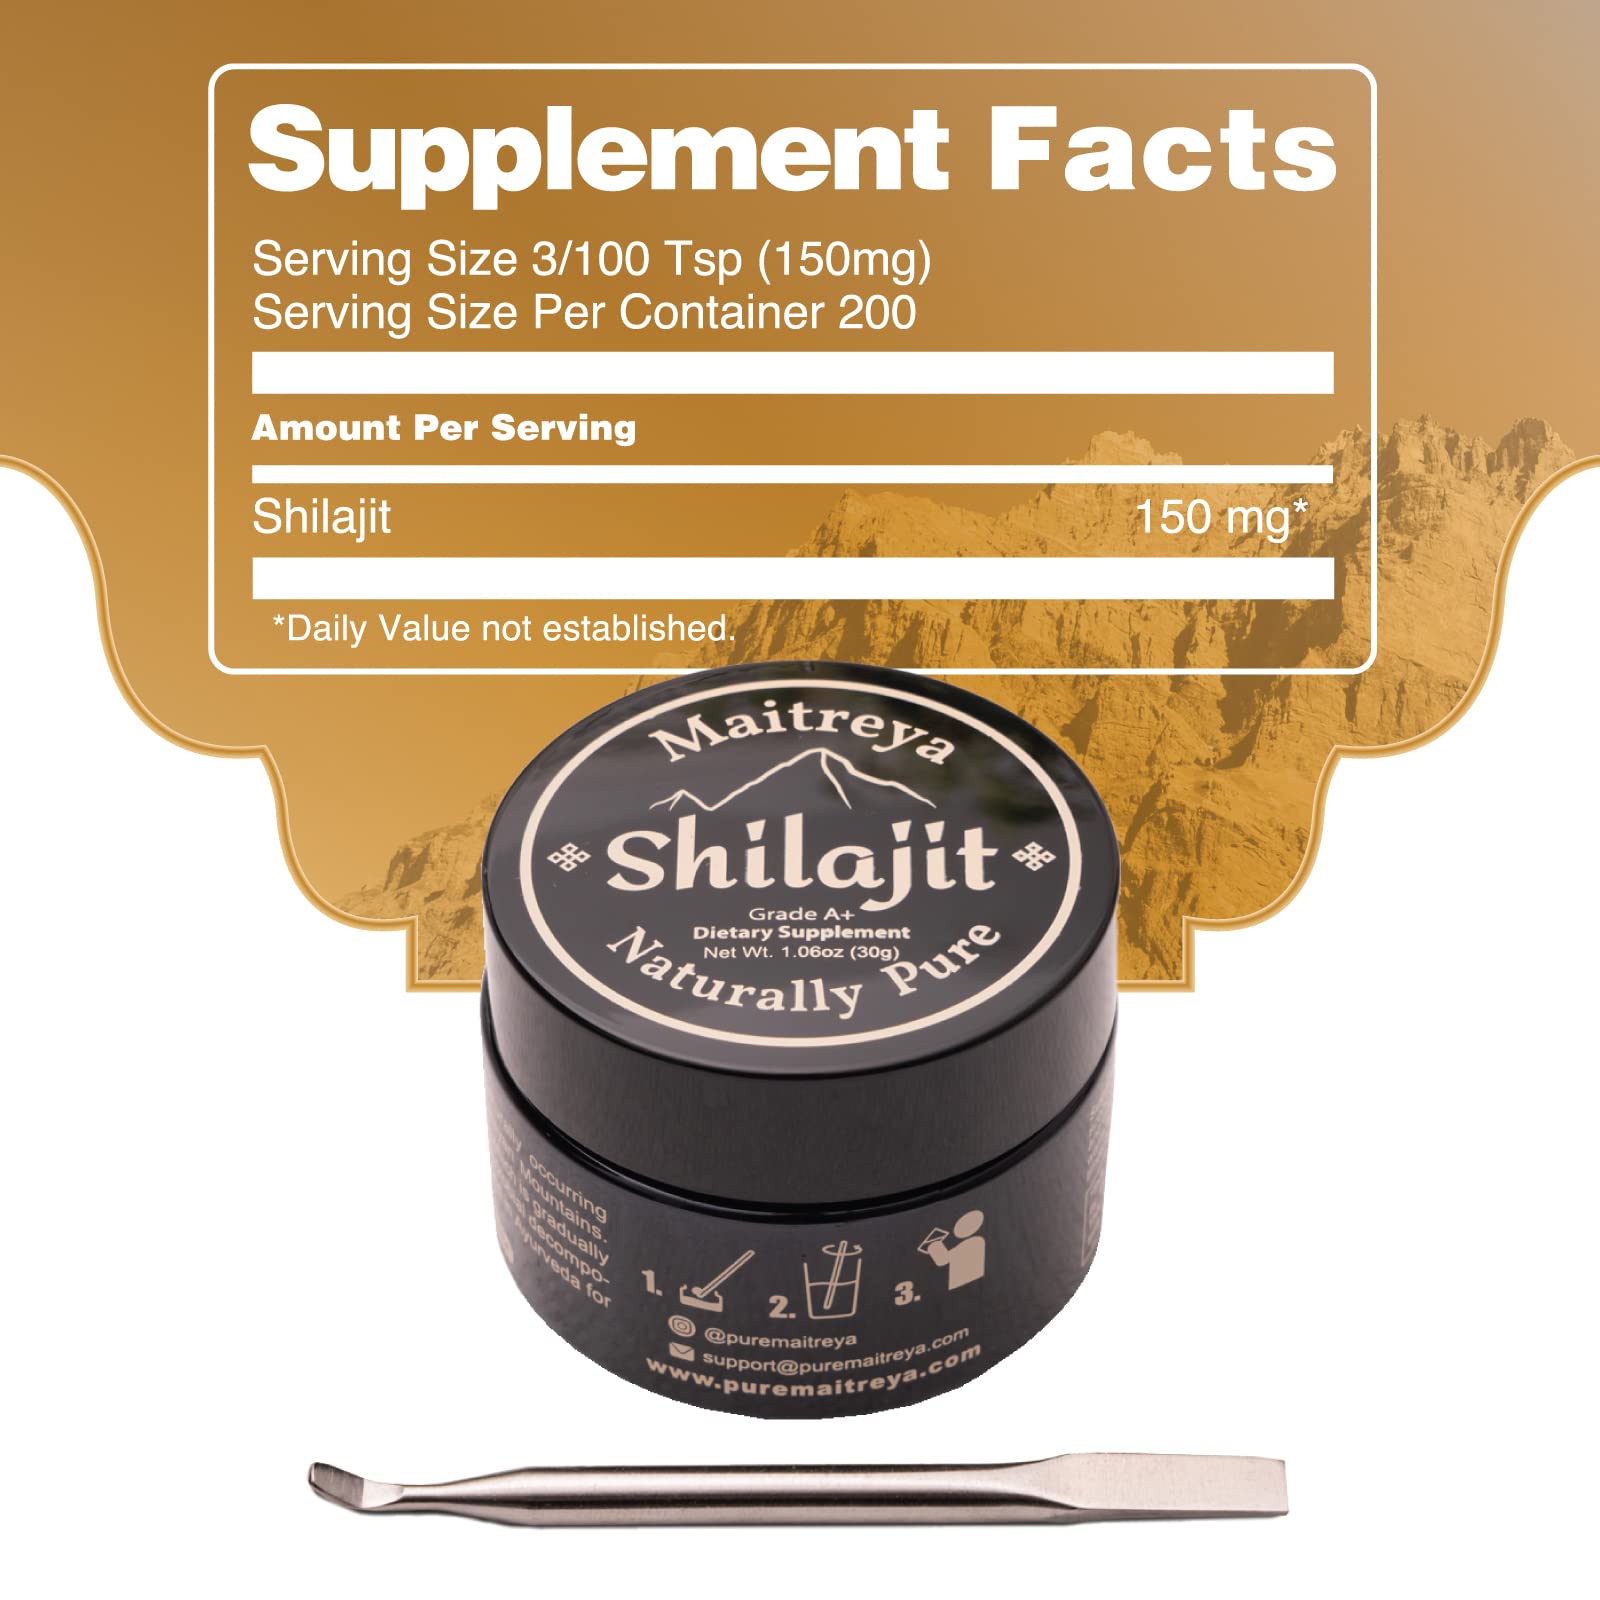 Supplement Facts
Serving Size 3/100 Tsp (150mg)
Serving Size Per Container 200
Amount Per Serving
Shilajit 150 mg*
*Daily Value not established.
Maitreya
Shilajit
Grade A+
Dietary Supplement
Net Wt. 1.06oz (30g)
Naturally Pure
occurring
Mountains.
is gradually
decompo-
Ayurveda for
1. 2. 3.
@puremaitreya
support@puremaitreya.com
www.puremaitreya.com